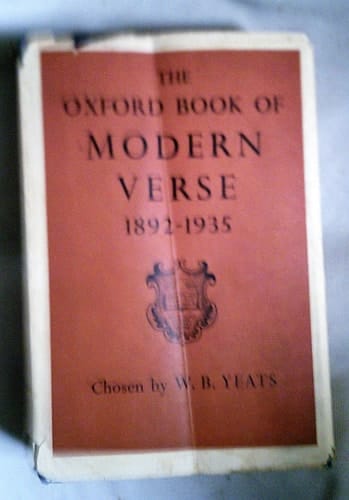 THE
OXFORD BOOK OF
MODERN
VERSE
1892-1935
Chosen by W. B. YEATS